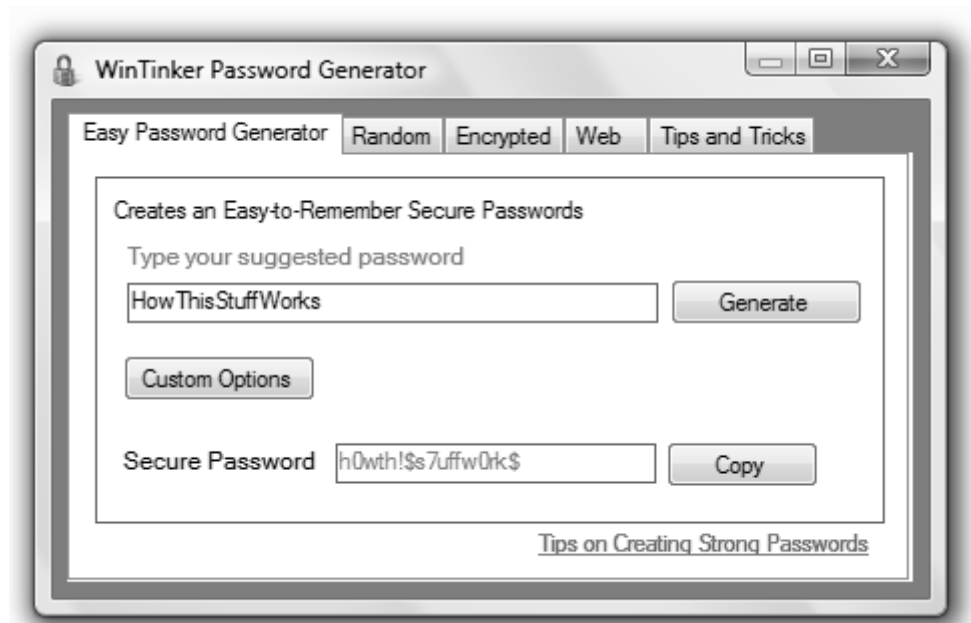 WinTinker Password Generator
Easy Password Generator Random Encrypted Web Tips and Tricks
Creates an Easy-to-Remember Secure Passwords
Type your suggested password
HowThisStuffWorks Generate
Custom Options
Secure Password h0wth!$s7uffw0rk$ Copy
Tips on Creating Strong Passwords